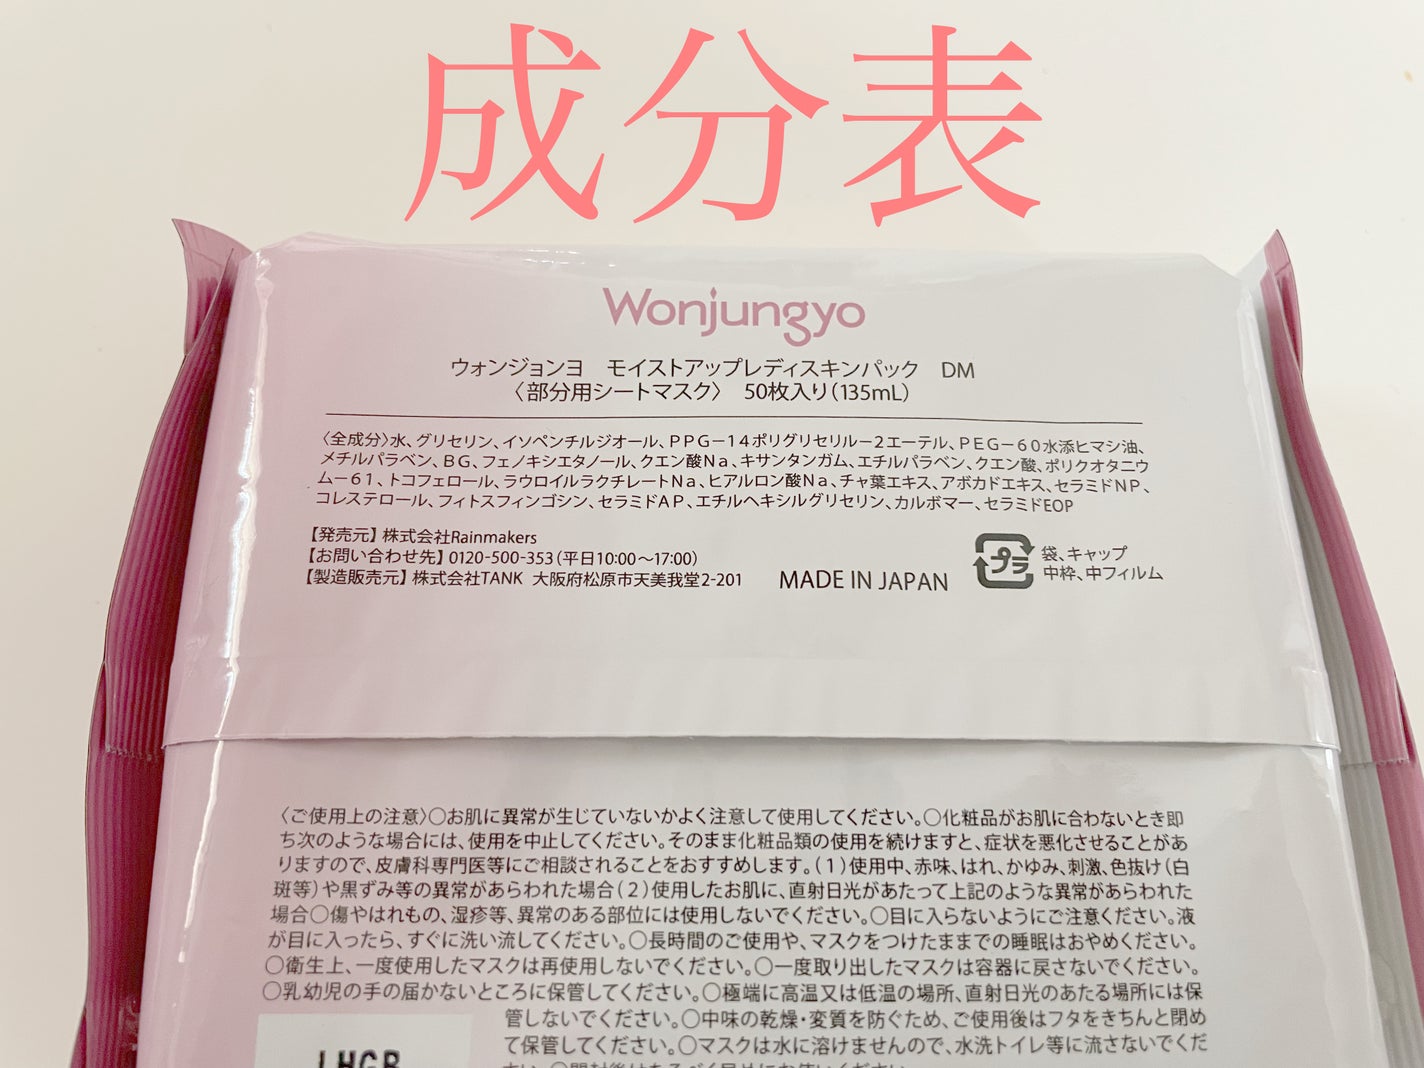 成分表
Wonjungyo
ウォンジョンヨ　モイストアップレディスキンパック　DM
〈部分用シートマスク〉　50枚入り(135mL)
〈全成分〉水、グリセリン、イソペンチルジオール、PPG－14ポリグリセリル－2エーテル、PEG－60水添ヒマシ油、
メチルパラベン、BG、フェノキシエタノール、クエン酸Na、キサンタンガム、エチルパラベン、クエン酸、ポリクオタニウ
ム－61、トコフェロール、ラウロイルラクチレートNa、ヒアルロン酸Na、チャ葉エキス、アボカドエキス、セラミドNP、
コレステロール、フィトスフィンゴシン、セラミドAP、エチルヘキシルグリセリン、カルボマー、セラミドEOP
【発売元】株式会社Rainmakers
【お問い合わせ先】0120-500-353(平日10:00～17:00)
【製造販売元】株式会社TANK 大阪府松原市天美我堂2-201
MADE IN JAPAN
プラ
袋、キャップ
中枠、中フィルム
〈ご使用上の注意〉○お肌に異常が生じていないかよく注意して使用してください。○化粧品がお肌に合わないとき即
ち次のような場合には、使用を中止してください。そのまま化粧品類の使用を続けますと、症状を悪化させることがあ
りますので、皮膚科専門医等にご相談されることをおすすめします。(1)使用中、赤味、はれ、かゆみ、刺激、色抜け(白
斑等)や黒ずみ等の異常があらわれた場合(2)使用したお肌に、直射日光があたって上記のような異常があらわれた
場合○傷やはれもの、湿疹等、異常のある部位には使用しないでください。○目に入らないようにご注意ください。液
が目に入ったら、すぐに洗い流してください。○長時間のご使用や、マスクをつけたままでの睡眠はおやめください。
○衛生上、一度使用したマスクは再使用しないでください。○一度取り出したマスクは容器に戻さないでください。
○乳幼児の手の届かないところに保管してください。○極端に高温又は低温の場所、直射日光のあたる場所には保
管しないでください。○中味の乾燥・変質を防ぐため、ご使用後はフタをきちんと閉め
て保管してください。○マスクは水に溶けませんので、水洗トイレ等に流さないでくだ